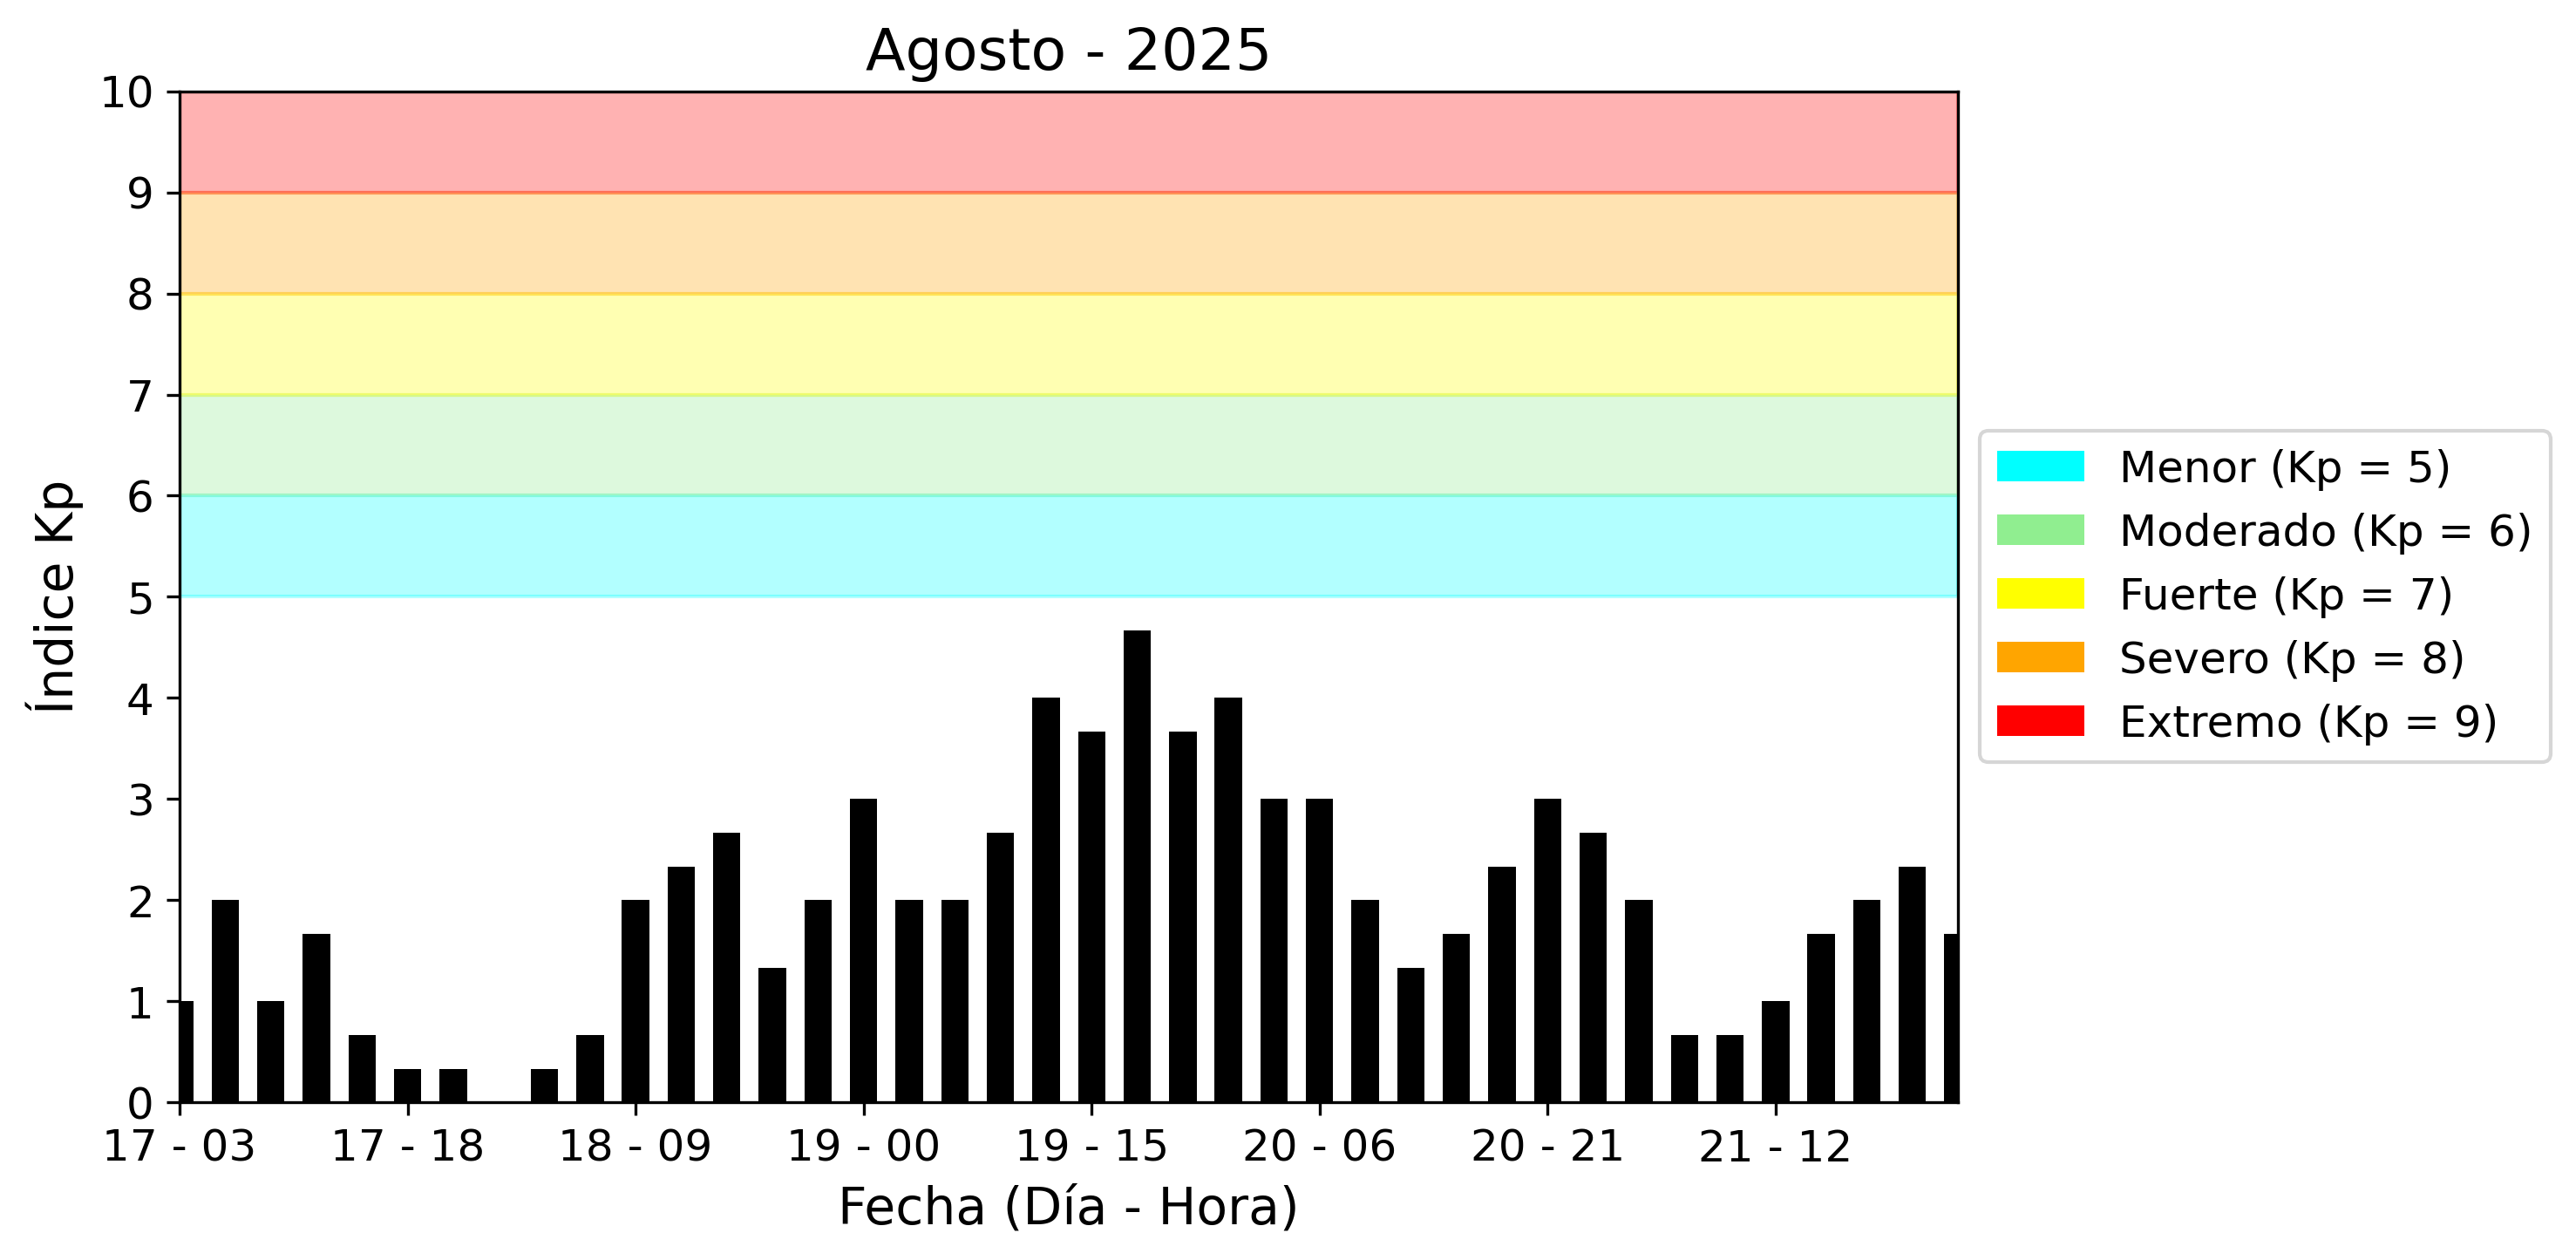 Agosto - 2025
10
9
8
7
6
5
4
3
2
1
0
Índice Kp
17 - 03
17 - 18
18 - 09
19 - 00
19 - 15
20 - 06
20 - 21
21 - 12
Fecha (Día - Hora)
Menor (Kp = 5)
Moderado (Kp = 6)
Fuerte (Kp = 7)
Severo (Kp = 8)
Extremo (Kp = 9)